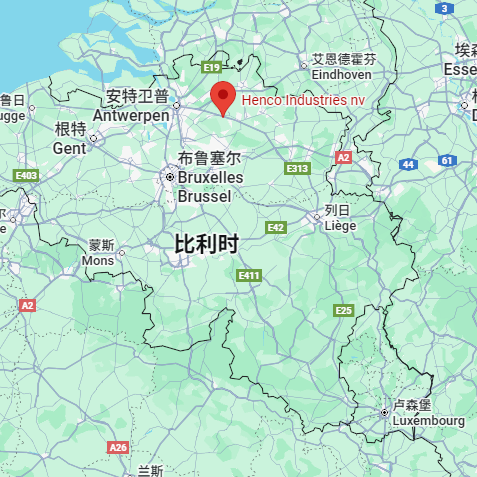 3
E19
艾恩德霍芬
Eindhoven
埃森
Esse
安特卫普
Antwerpen
Henco Industries nv
鲁日
ugge
根特
Gent
布鲁塞尔
Bruxelles
Brussel
A2
44
61
E313
E403
列日
Liège
E42
比利时
蒙斯
Mons
e
E411
A2
E25
卢森堡
Luxembourg
A26
兰斯